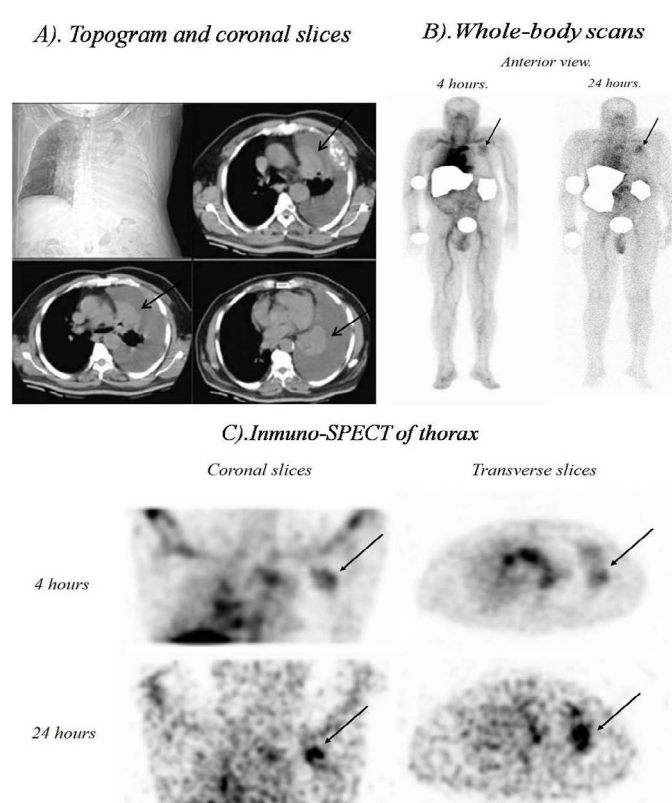 A). Topogram and coronal slices
B).Whole-body scans
Anterior view.
4 hours.
24 hours.
C).Inmuno-SPECT of thorax
Coronal slices
Transverse slices
4 hours
24 hours